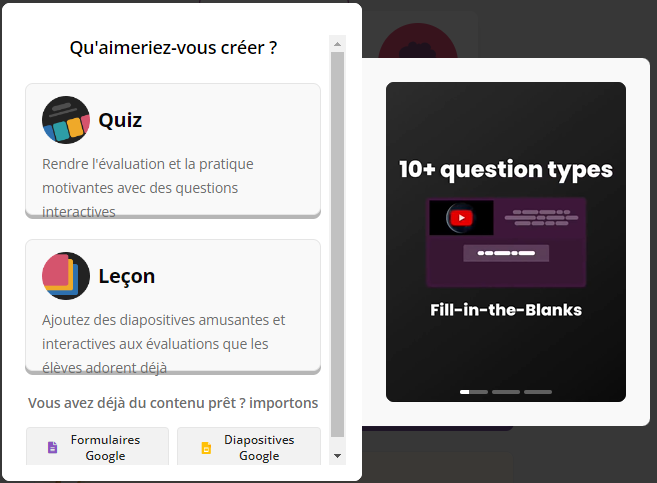 Qu'aimeriez-vous créer ?
Quiz
Rendre l'évaluation et la pratique
motivantes avec des questions
interactives
Leçon
Ajoutez des diapositives amusantes et
interactives aux évaluations que les
élèves adorent déjà
Vous avez déjà du contenu prêt ? importons
Formulaires
Google
Diapositives
Google
10+ question types
Fill-in-the-Blanks